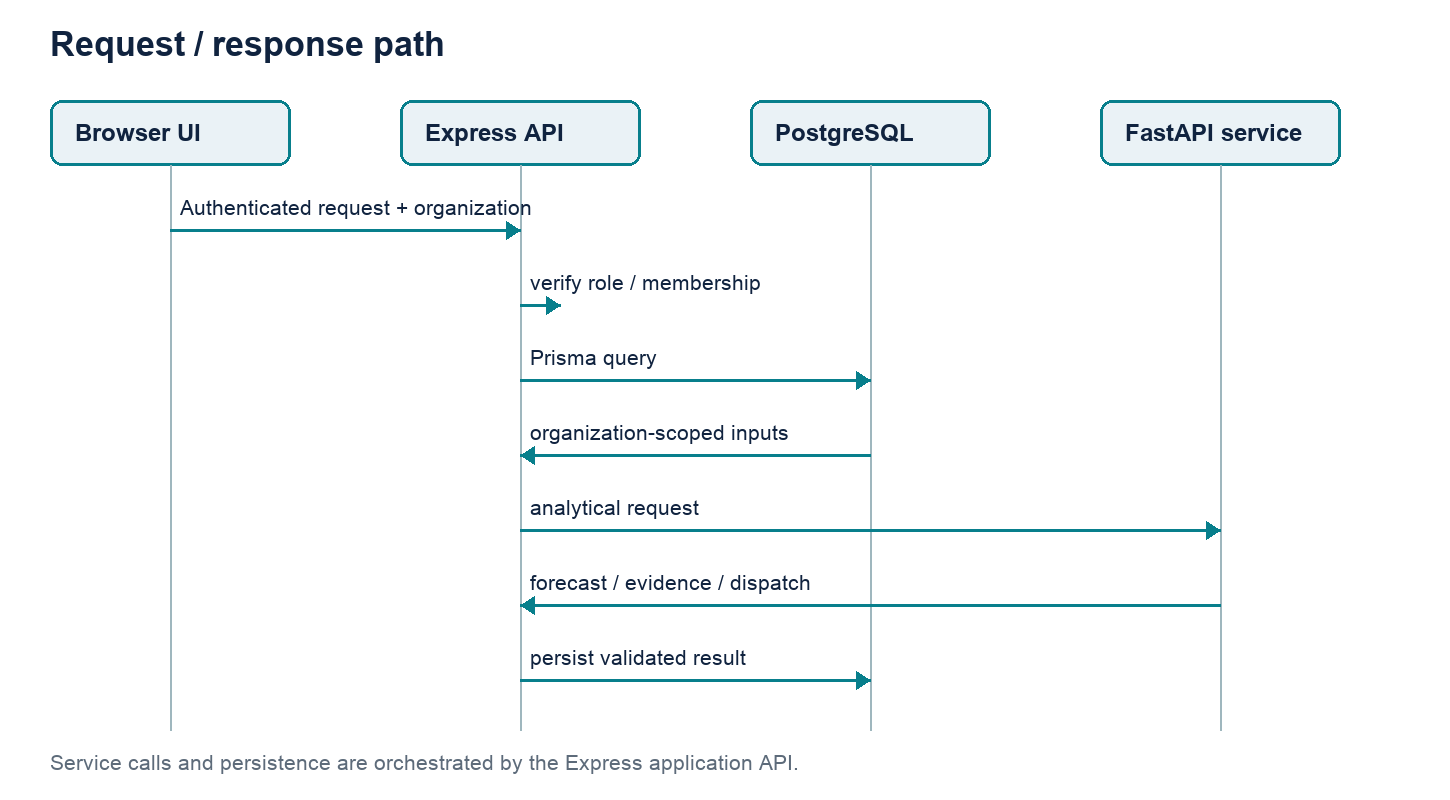 Request / response path
Browser UI
Express API
PostgreSQL
FastAPI service
Authenticated request + organization
verify role / membership
Prisma query
organization-scoped inputs
analytical request
forecast / evidence / dispatch
persist validated result
Service calls and persistence are orchestrated by the Express application API.